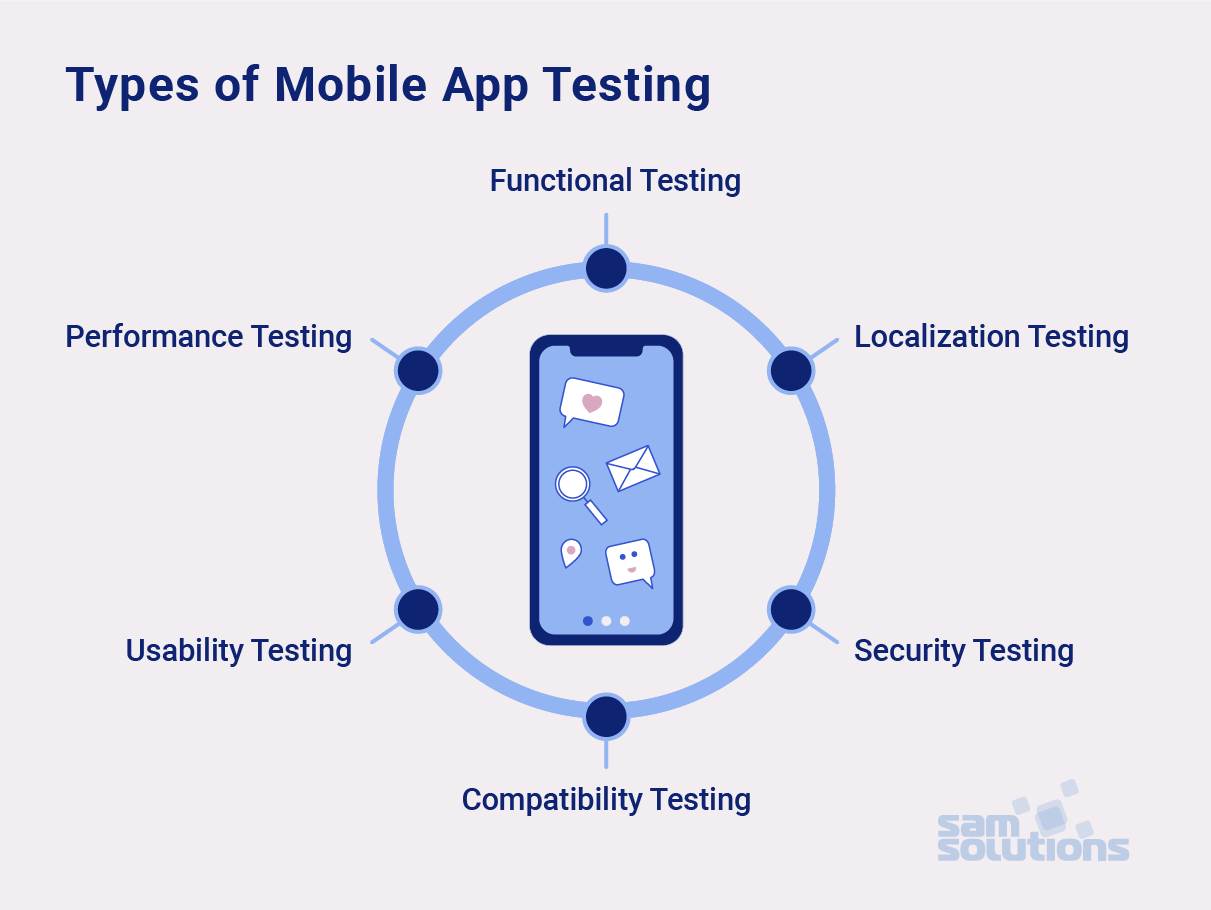 Types of Mobile App Testing
Functional Testing
Performance Testing
Localization Testing
Usability Testing
Security Testing
Compatibility Testing
sam
solutions